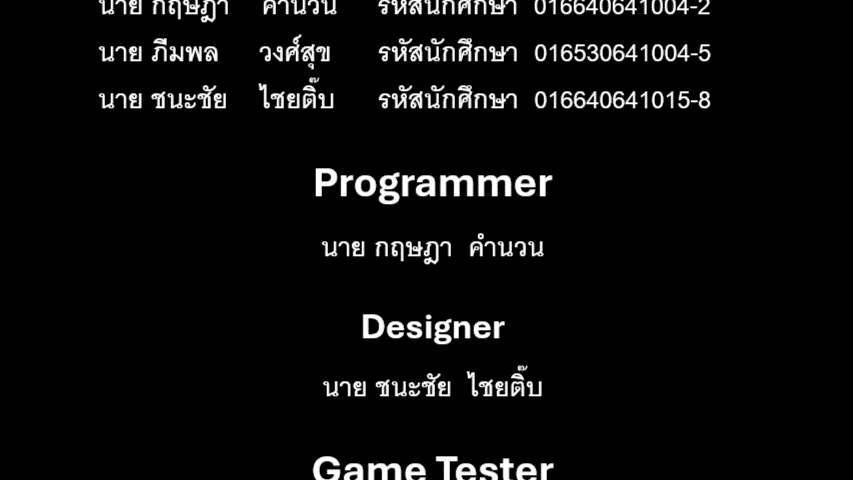 นาย กฤษฎา คำนวน รหัสนักศึกษา 016640641004-2
นาย ภีมพล วงศ์สุข รหัสนักศึกษา 016530641004-5
นาย ชนะชัย ไชยติ๊บ รหัสนักศึกษา 016640641015-8
Programmer
นาย กฤษฎา คำนวน
Designer
นาย ชนะชัย ไชยติ๊บ
Game Tester